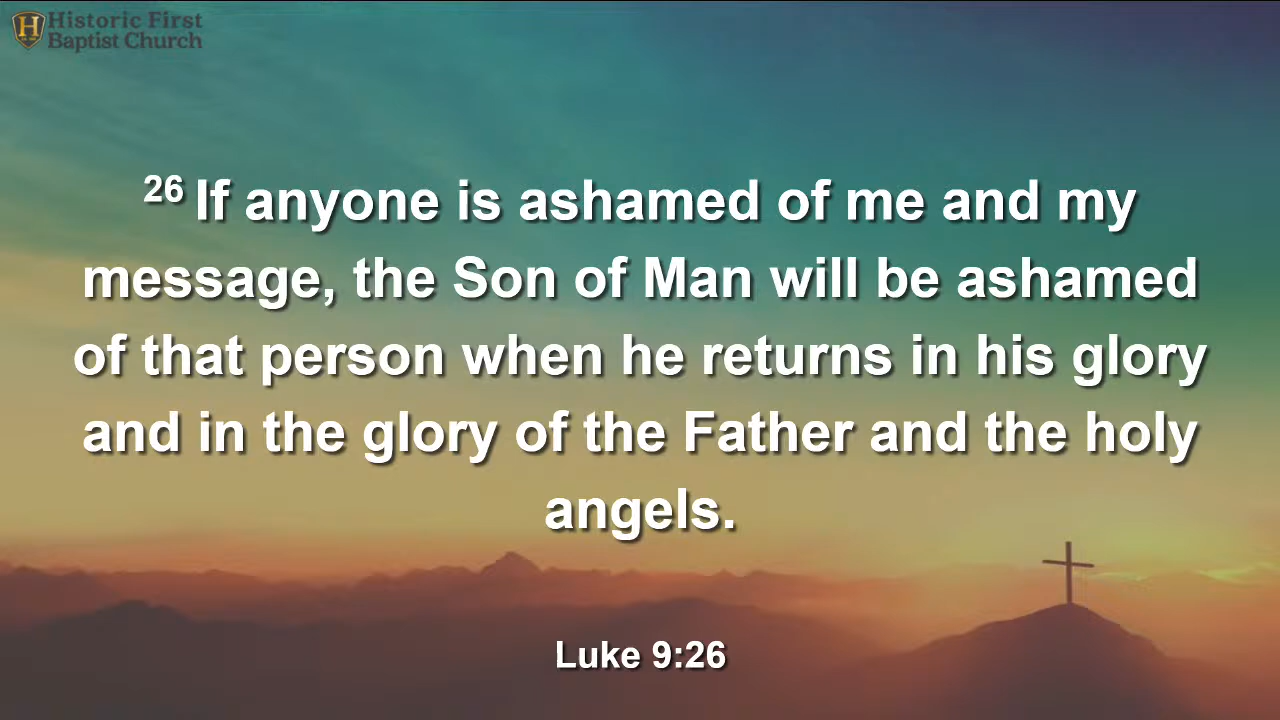 Historic First
Baptist Church
26 If anyone is ashamed of me and my
message, the Son of Man will be ashamed
of that person when he returns in his glory
and in the glory of the Father and the holy
angels.
Luke 9:26